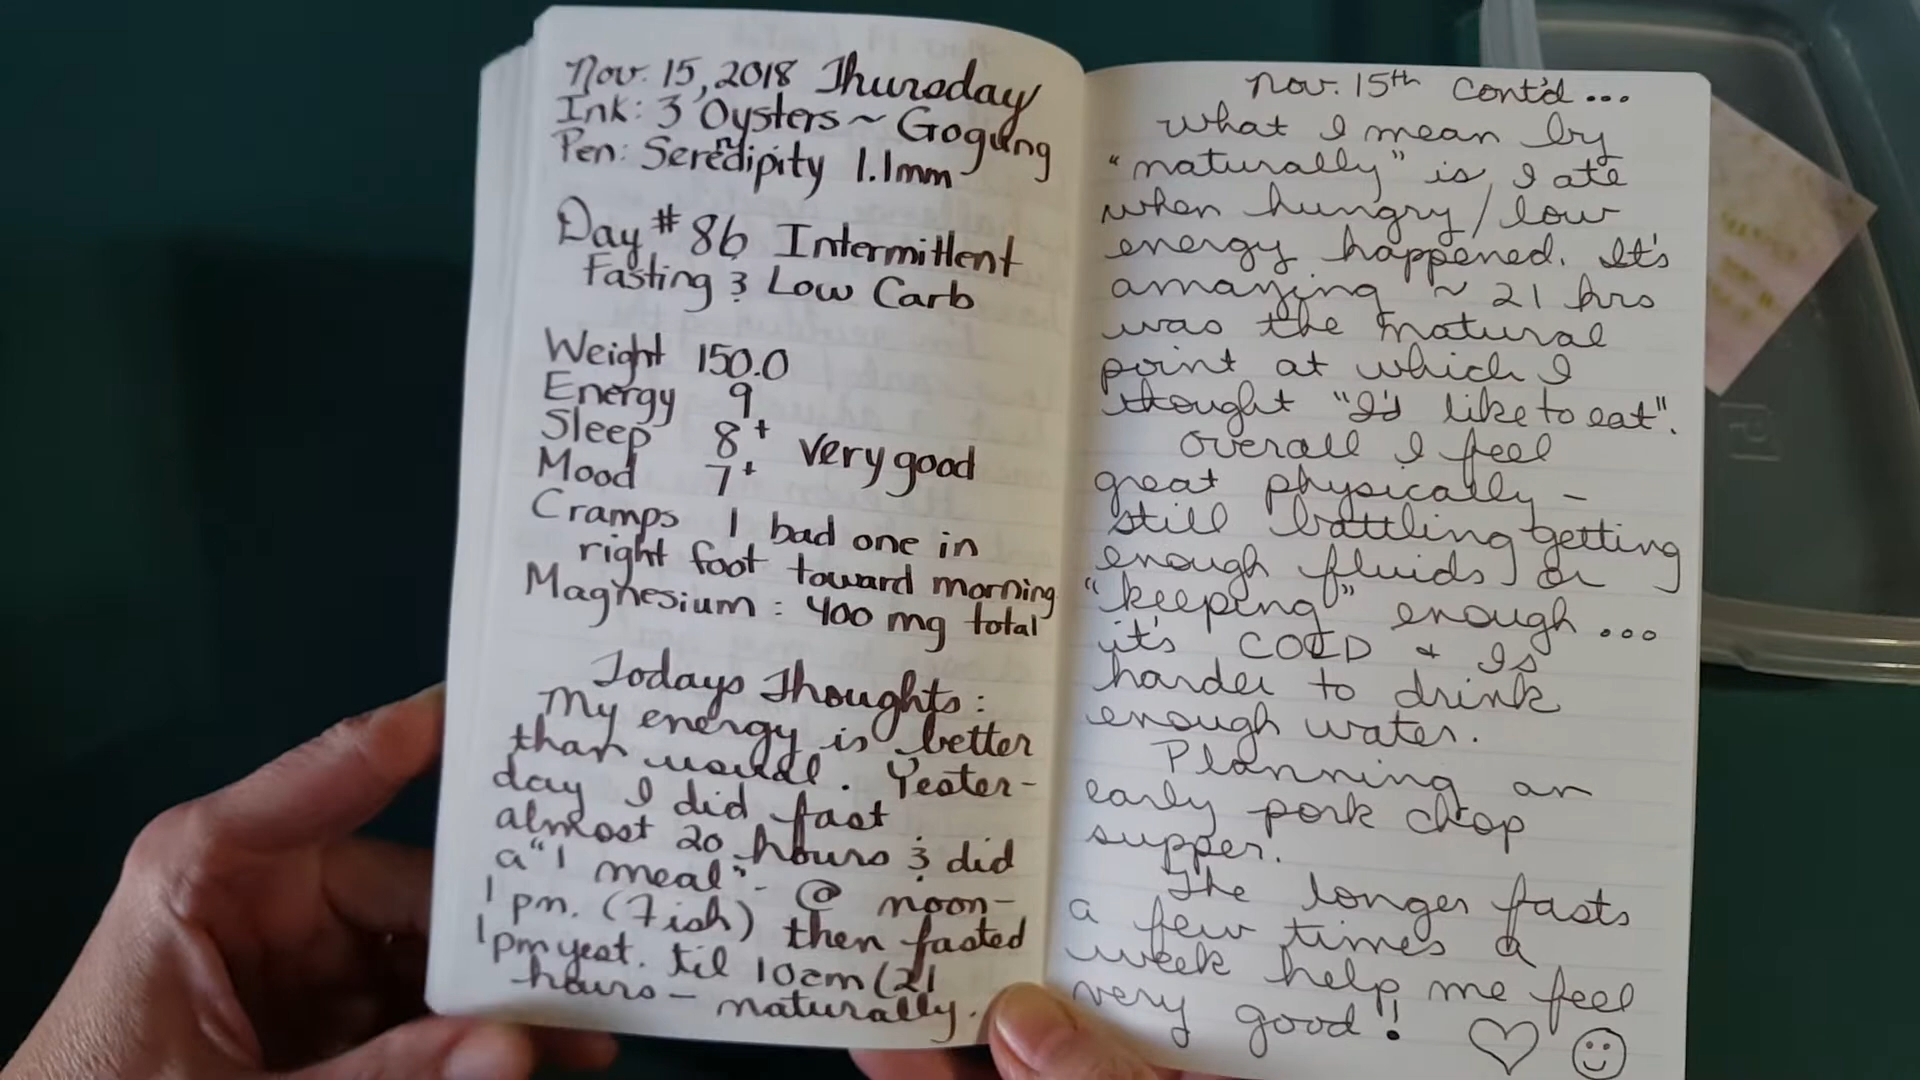 Nov. 15, 2018 Thursday
Ink: 3 Oysters ~ Gogung
Pen: Serendipity 1.1mm
Day # 86 Intermittent
Fasting & Low Carb
Weight 150.0
Energy 9
Sleep 8+ very good
Mood 7+
Cramps 1 bad one in
right foot toward morning
Magnesium: 400 mg total
Todays Thoughts:
My energy is better
than usual. Yester-
day I did fast
almost 20 hours & did
a "1 meal" - @ noon-
1 pm. (Fish) then fasted
1pm yest. til 10am (21
hours - naturally.
Nov. 15th Cont'd...
What I mean by
"naturally" is, I ate
when hungry/low
energy happened. It's
amazing ~ 21 hrs
was the natural
point at which I
thought "I'd like to eat".
Overall I feel
great physically -
still battling getting
enough fluids, or
"keeping" enough...
it's COLD & Is
harder to drink
enough water.
Planning an
early pork chop
supper.
The longer fasts
a few times a
week help me feel
very good!